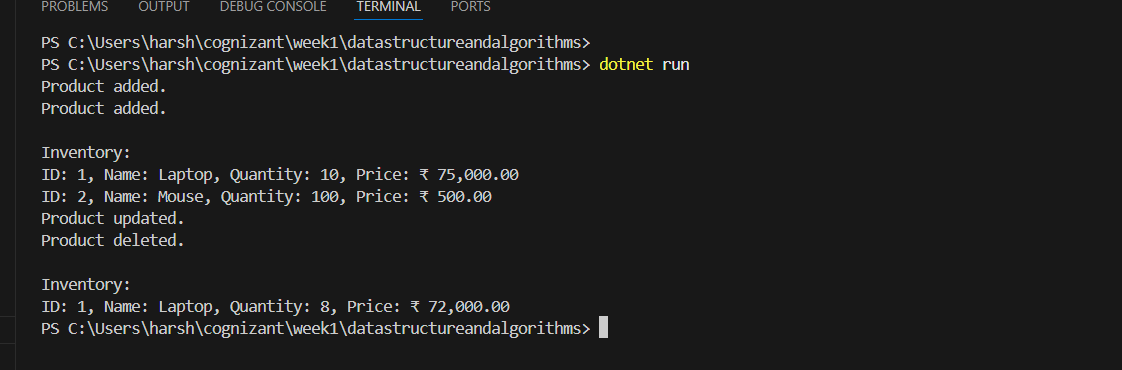 PROBLEMS OUTPUT DEBUG CONSOLE TERMINAL PORTS
PS C:\Users\harsh\cognizant\week1\datastructureandalgorithms>
PS C:\Users\harsh\cognizant\week1\datastructureandalgorithms> dotnet run
Product added.
Product added.
Inventory:
ID: 1, Name: Laptop, Quantity: 10, Price: ₹ 75,000.00
ID: 2, Name: Mouse, Quantity: 100, Price: ₹ 500.00
Product updated.
Product deleted.
Inventory:
ID: 1, Name: Laptop, Quantity: 8, Price: ₹ 72,000.00
PS C:\Users\harsh\cognizant\week1\datastructureandalgorithms>